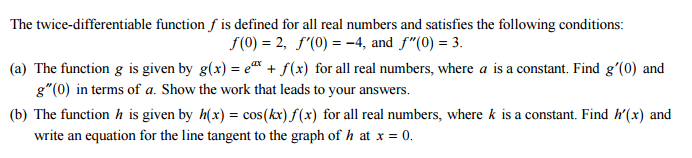 The twice-differentiable function f is defined for all real numbers and satisfies the following conditions:
f(0) = 2, f′(0) = −4, and f″(0) = 3.
(a) The function g is given by g(x) = eᵃˣ + f(x) for all real numbers, where a is a constant. Find g′(0) and
g″(0) in terms of a. Show the work that leads to your answers.
(b) The function h is given by h(x) = cos(kx) f(x) for all real numbers, where k is a constant. Find h′(x) and
write an equation for the line tangent to the graph of h at x = 0.